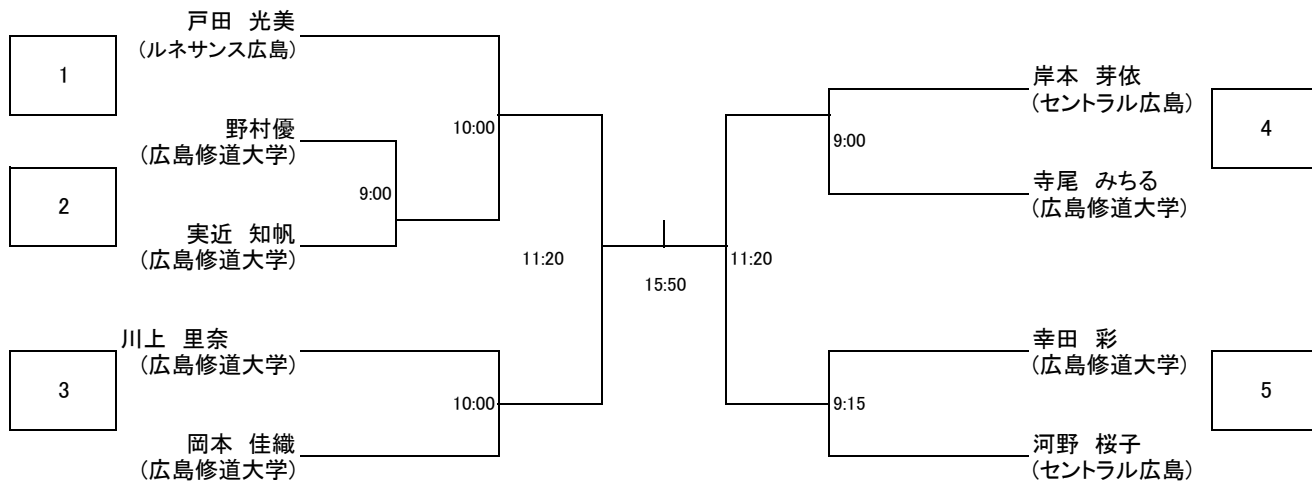 戸田　光美
(ルネサンス広島)
1
野村優
(広島修道大学)
10:00
2
9:00
実近　知帆
(広島修道大学)
11:20
川上　里奈
(広島修道大学)
3
10:00
岡本　佳織
(広島修道大学)
15:50
岸本　芽依
(セントラル広島)
4
9:00
寺尾　みちる
(広島修道大学)
11:20
幸田　彩
(広島修道大学)
5
9:15
河野　桜子
(セントラル広島)